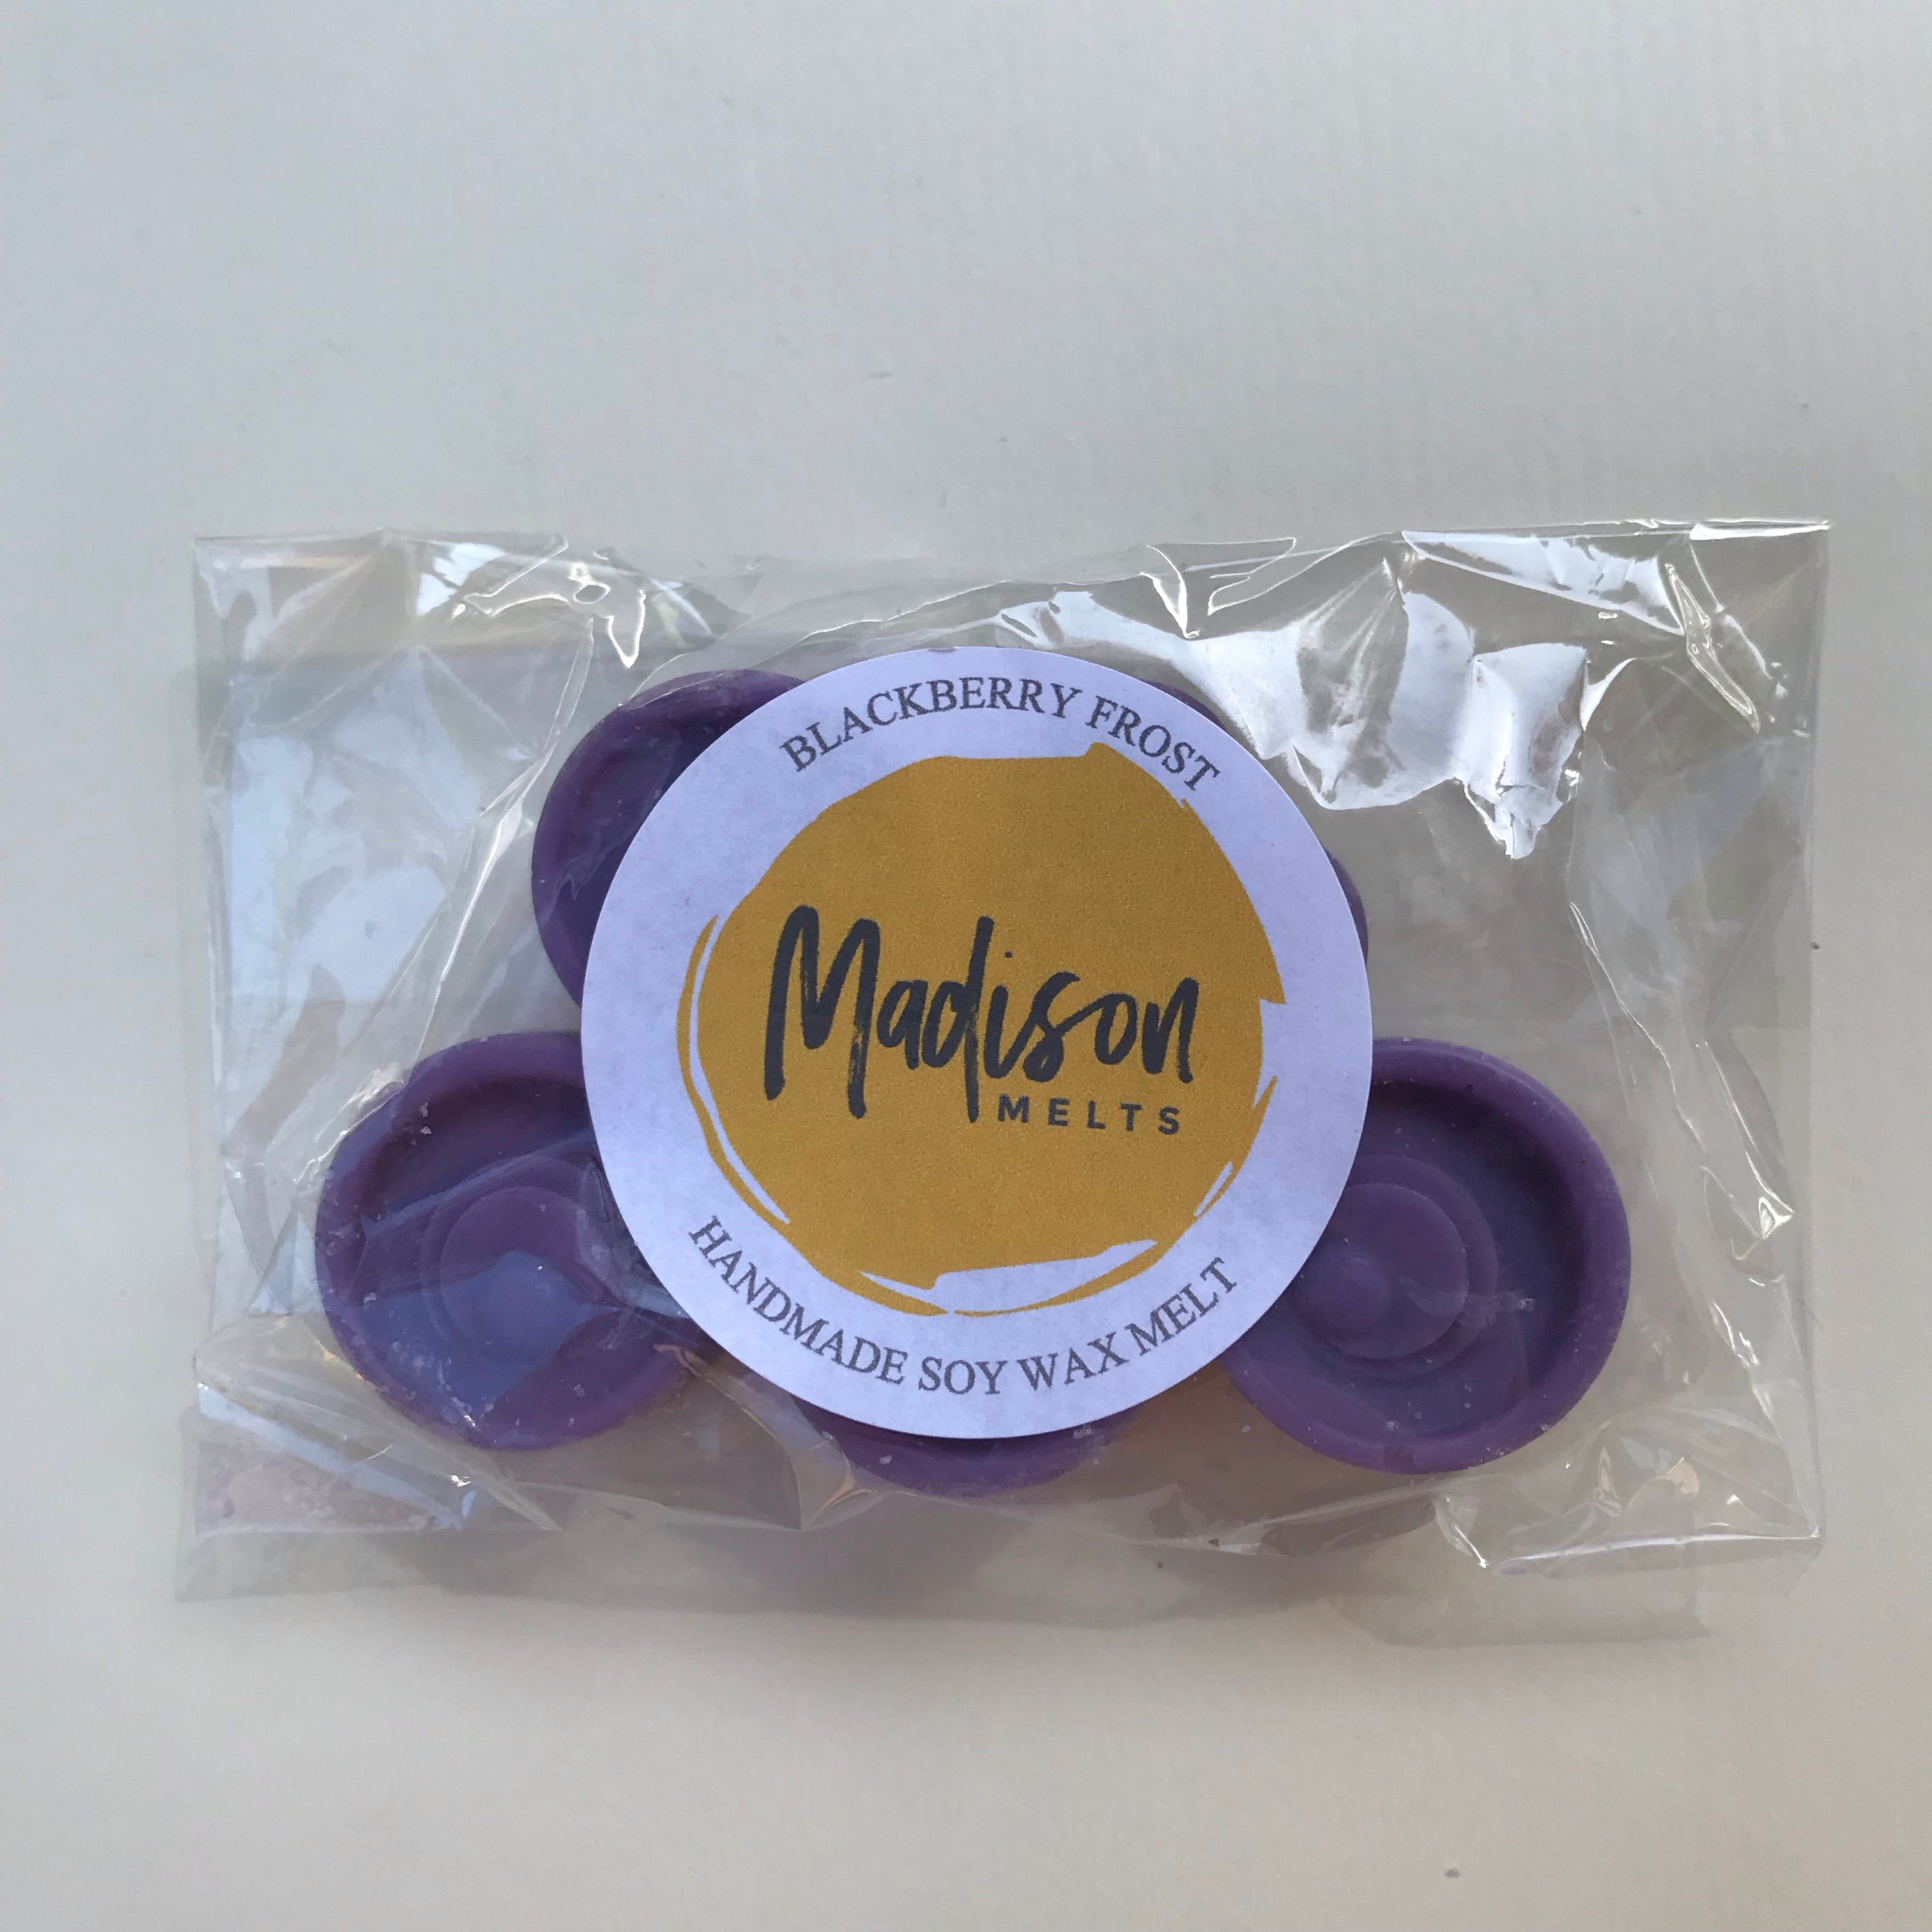 BLACKBERRY FROST
Madison
MELTS
HANDMADE SOY WAX MELT